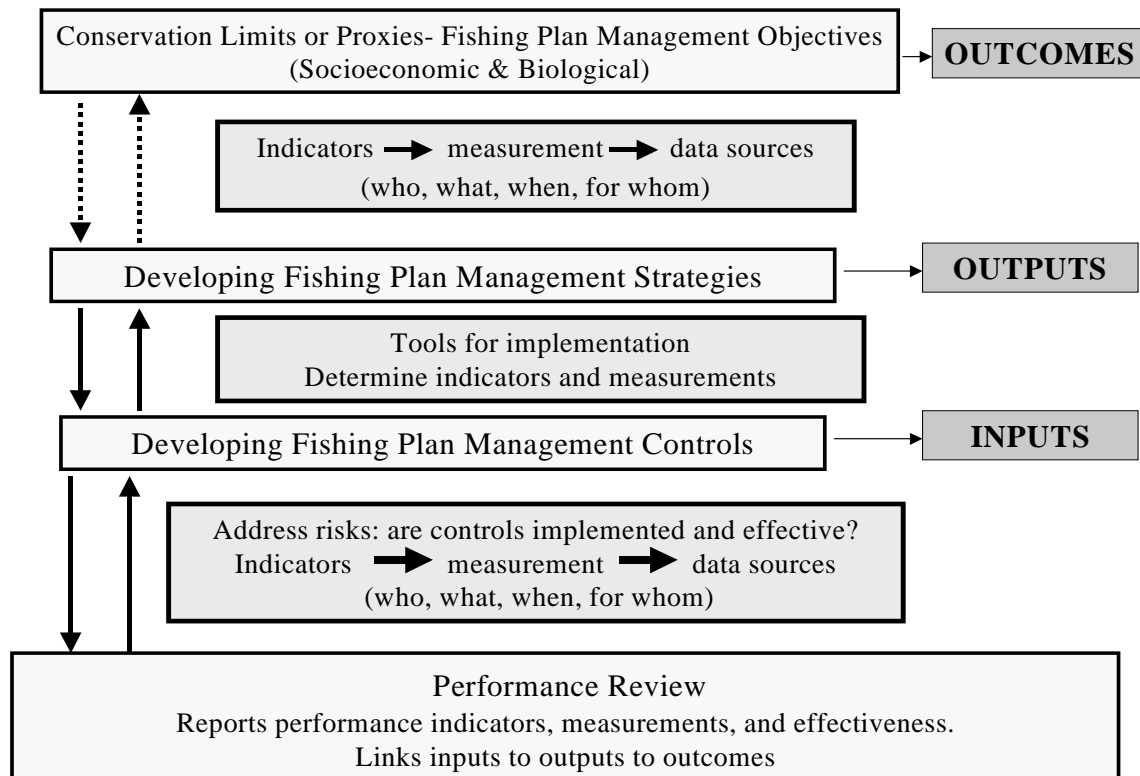 Conservation Limits or Proxies- Fishing Plan Management Objectives
(Socioeconomic & Biological)
OUTCOMES
Indicators measurement data sources
(who, what, when, for whom)
Developing Fishing Plan Management Strategies
OUTPUTS
Tools for implementation
Determine indicators and measurements
Developing Fishing Plan Management Controls
INPUTS
Address risks: are controls implemented and effective?
Indicators measurement data sources
(who, what, when, for whom)
Performance Review
Reports performance indicators, measurements, and effectiveness.
Links inputs to outputs to outcomes